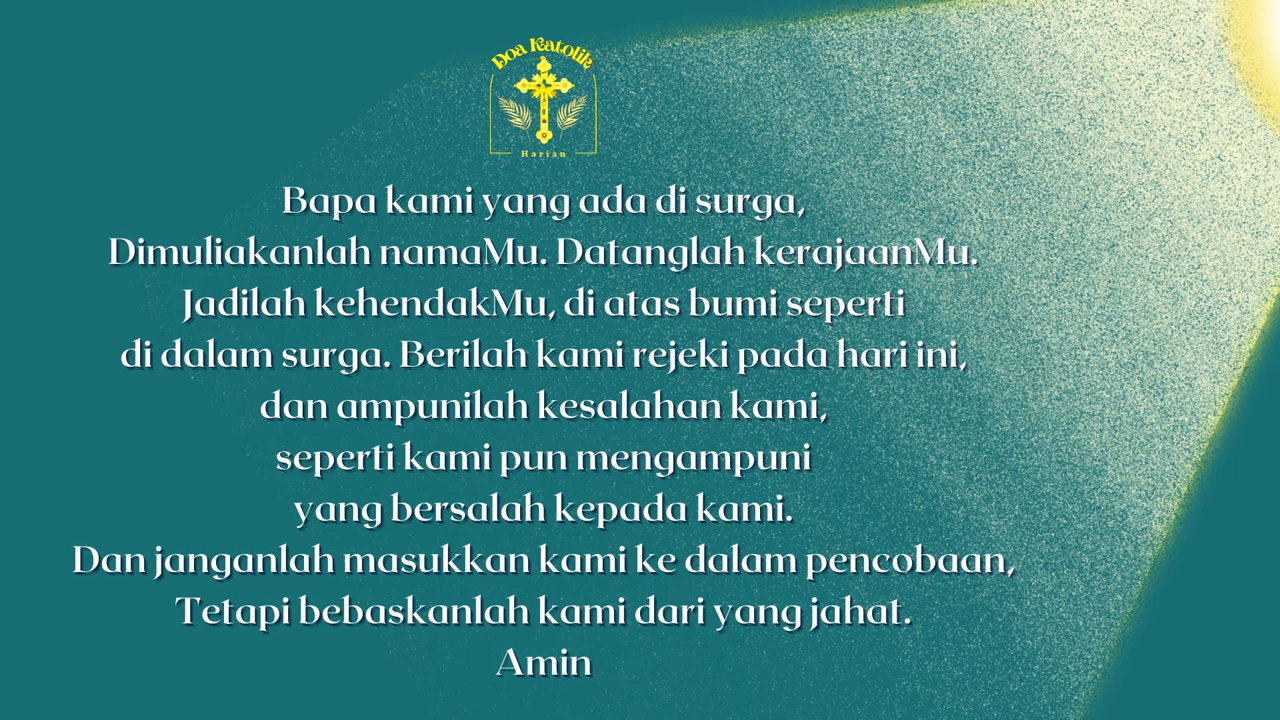 Doa Katolik
Harian
Bapa kami yang ada di surga,
Dimuliakanlah namaMu. Datanglah kerajaanMu.
Jadilah kehendakMu, di atas bumi seperti
di dalam surga. Berilah kami rejeki pada hari ini,
dan ampunilah kesalahan kami,
seperti kami pun mengampuni
yang bersalah kepada kami.
Dan janganlah masukkan kami ke dalam pencobaan,
Tetapi bebaskanlah kami dari yang jahat.
Amin